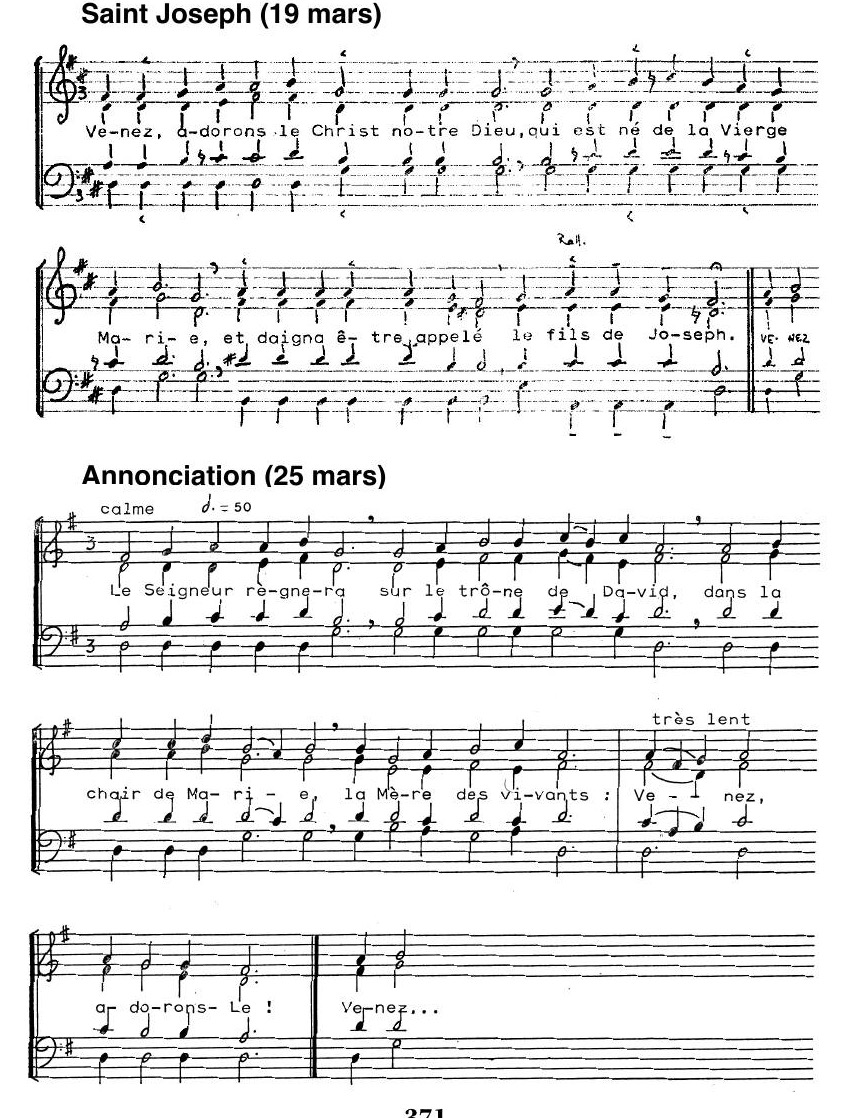 Saint Joseph (19 mars)
Ve-nez, a-dorons le Christ no-tre Dieu, qui est né de la Vierge
Rall.
Ma- ri- e, et daigna ê- tre appelé le fils de Jo-seph. VE- NEZ
Annonciation (25 mars)
calme d. = 50
Le Seigneur rè-gne-ra sur le trô-ne de Da-vid, dans la
très lent
chair de Ma- ri - e, la Mè-re des vi-vants : Ve - - nez,
a- do-rons- Le ! Ve-nez...
371